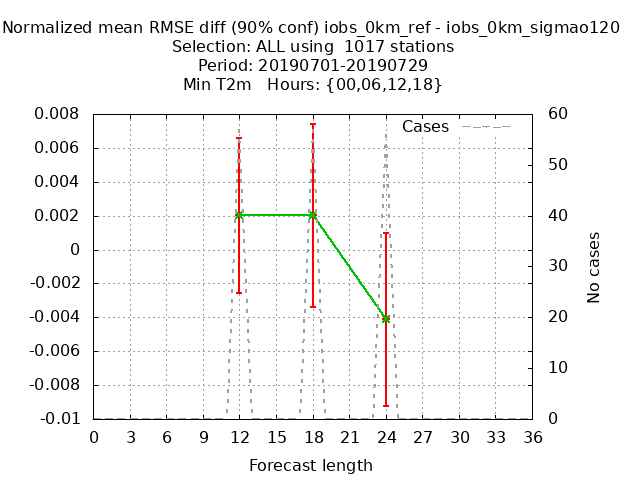 Normalized mean RMSE diff (90% conf) iobs_0km_ref - iobs_0km_sigmao120
Selection: ALL using  1017 stations
Period: 20190701-20190729
Min T2m   Hours: {00,06,12,18}
Cases
0.008
0.006
0.004
0.002
0
-0.002
-0.004
-0.006
-0.008
-0.01
60
50
40
30
20
10
0
No cases
0 3 6 9 12 15 18 21 24 27 30 33 36
Forecast length